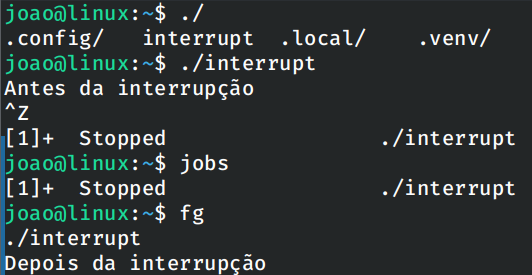 joao@linux:~$ ./
.config/ interrupt .local/ .venv/
joao@linux:~$ ./interrupt
Antes da interrupção
^Z
[1]+ Stopped ./interrupt
joao@linux:~$ jobs
[1]+ Stopped ./interrupt
joao@linux:~$ fg
./interrupt
Depois da interrupção